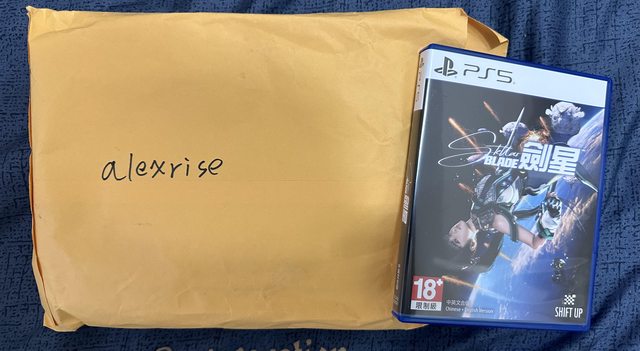 alexrise
PS5
Stellar
BLADE 劍星
18+
限制級
中英文合版
Chinese + English Version
SHIFT UP